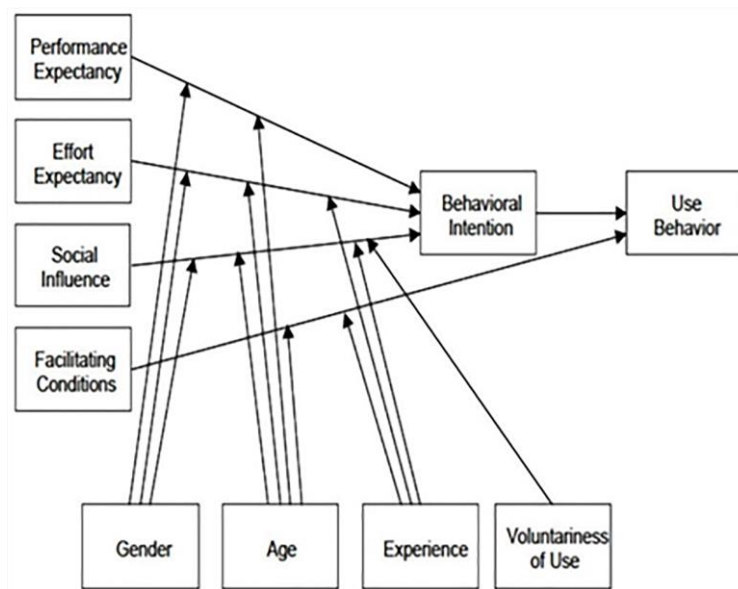 Performance
Expectancy
Effort
Expectancy
Social
Influence
Facilitating
Conditions
Behavioral
Intention
Use
Behavior
Gender
Age
Experience
Voluntariness
of Use